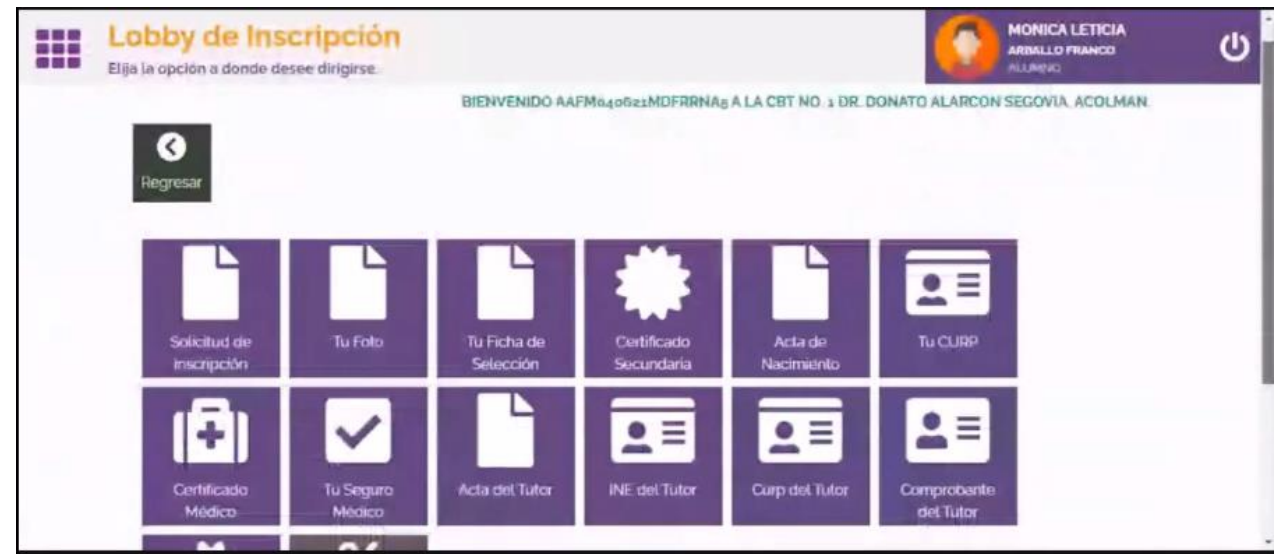 Lobby de Inscripción
Elija la opción a donde desee dirigirse.
MONICA LETICIA
ARBALLO FRANCO
ALUMNO
BIENVENIDO AAFM040621MDFRRNA5 A LA CBT NO. 1 DR. DONATO ALARCON SEGOVIA, ACOLMAN.
Regresar
Solicitud de
Inscripción
Tu Foto
Tu Ficha de
Selección
Certificado
Secundaria
Acta de
Nacimiento
Tu CURP
Certificado
Médico
Tu Seguro
Médico
Acta del Tutor
INE del Tutor
Curp del Tutor
Comprobante
del Tutor